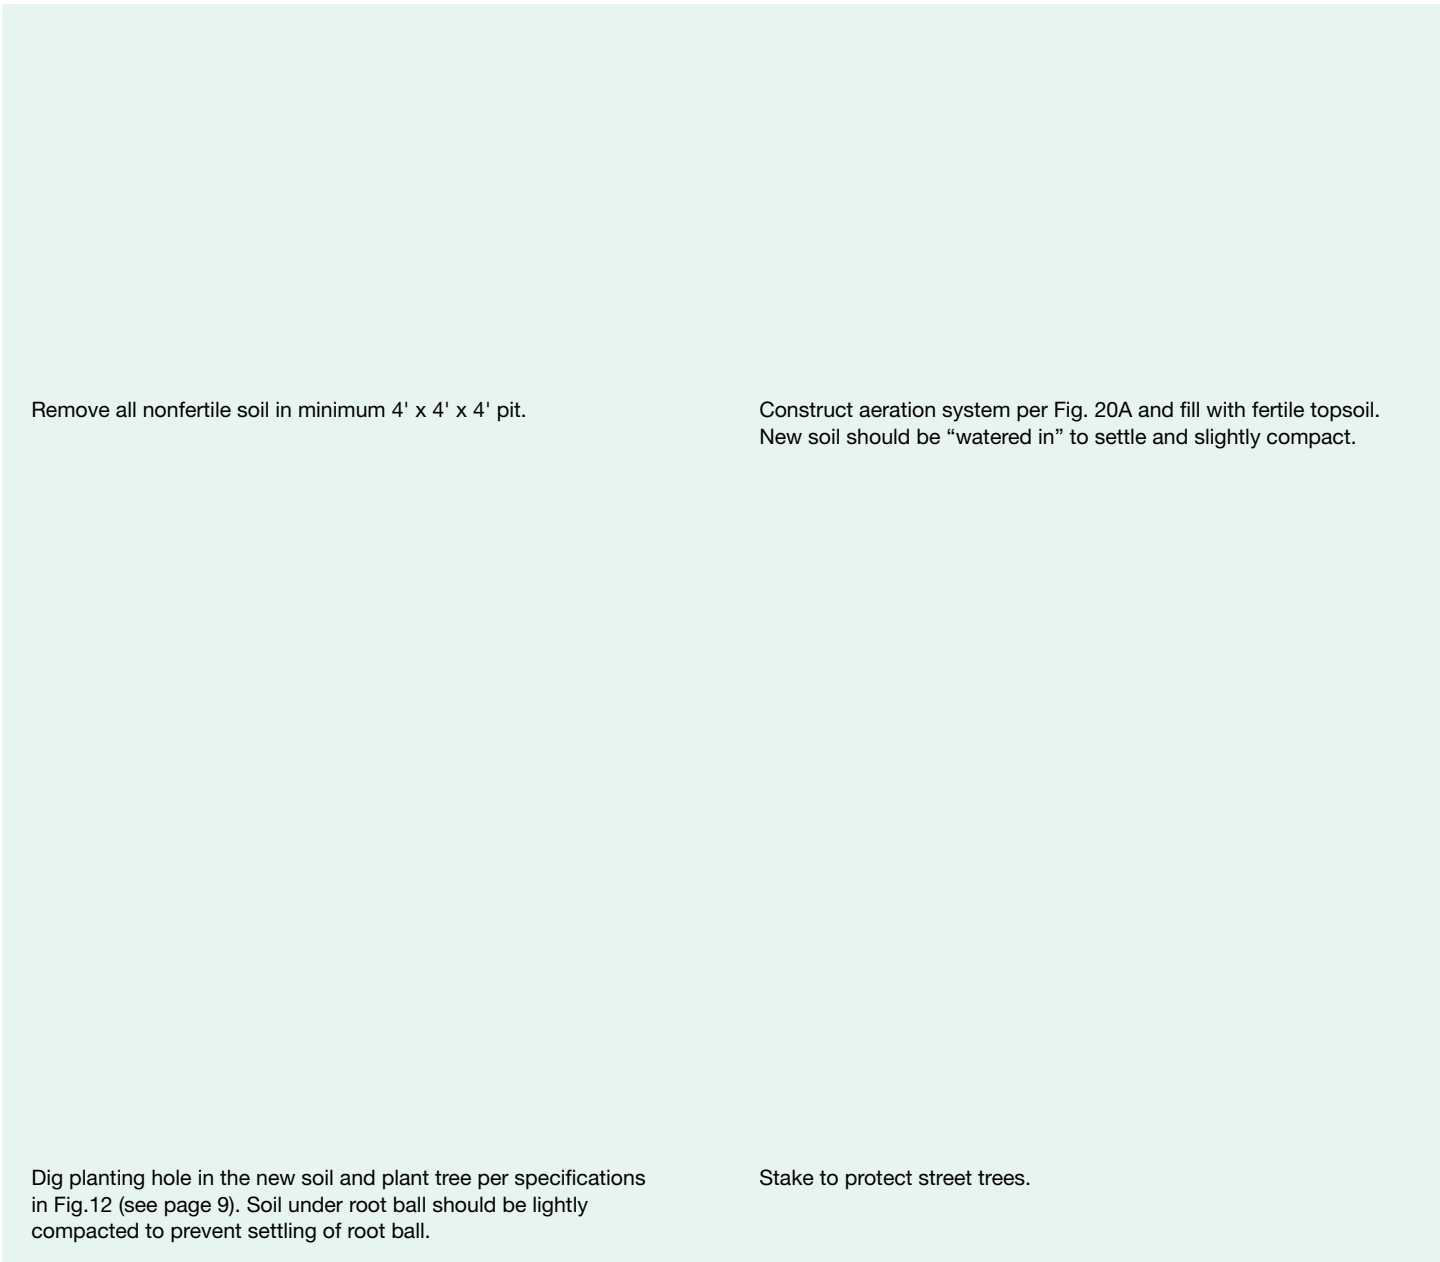 Remove all nonfertile soil in minimum 4' x 4' x 4' pit.
Construct aeration system per Fig. 20A and fill with fertile topsoil.
New soil should be “watered in” to settle and slightly compact.
Dig planting hole in the new soil and plant tree per specifications
in Fig.12 (see page 9). Soil under root ball should be lightly
compacted to prevent settling of root ball.
Stake to protect street trees.